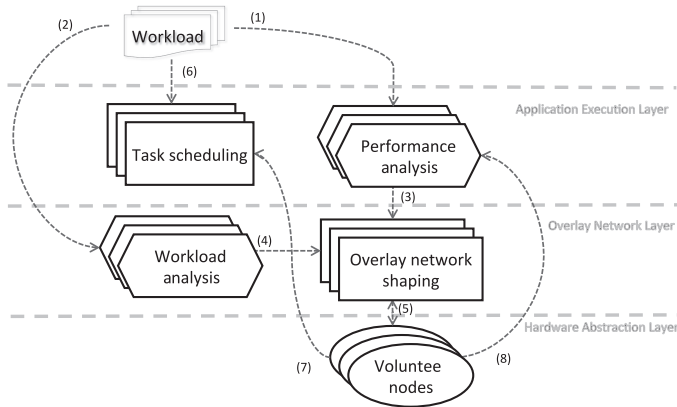 (2)
Workload
(1)
(6)
Application Execution Layer
Task scheduling
Performance
analysis
(3)
Overlay Network Layer
(4)
Workload
analysis
Overlay network
shaping
(5)
Hardware Abstraction Layer
(7)
Voluntee
nodes
(8)